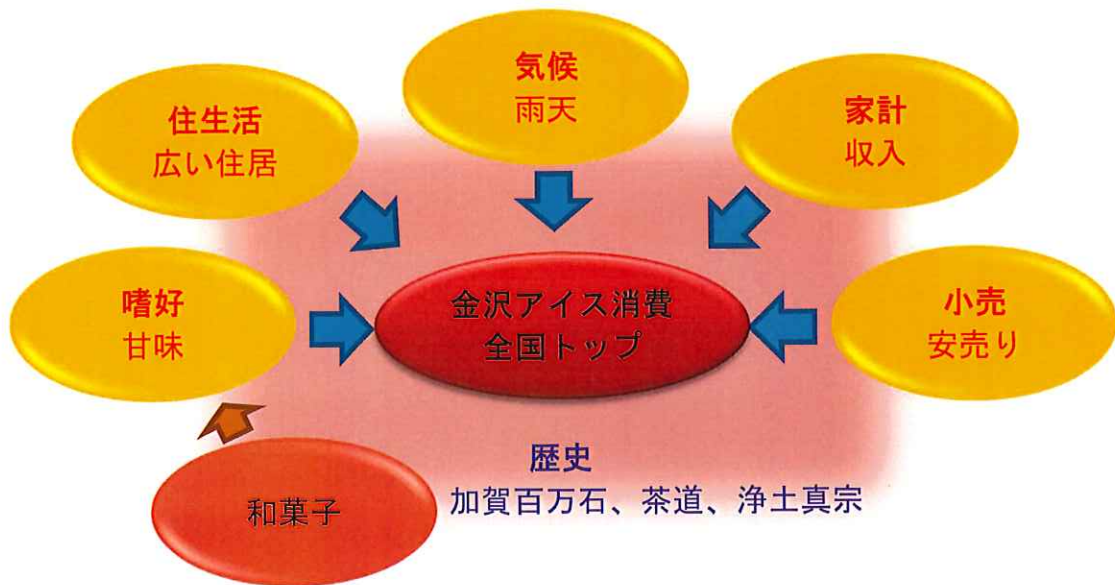 気候
雨天
住生活
広い住居
家計
収入
嗜好
甘味
金沢アイス消費
全国トップ
小売
安売り
歴史
加賀百万石、茶道、浄土真宗
和菓子